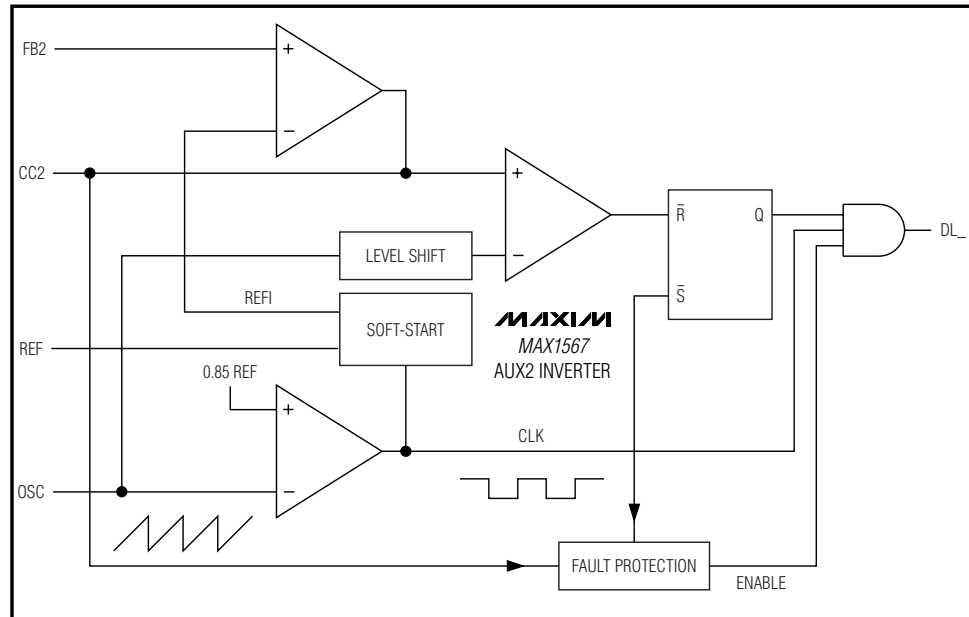 FB2
+
−
CC2
+
−
R̅
Q
DL_
LEVEL SHIFT
S̅
REFI
SOFT-START
MAXIM
MAX1567
AUX2 INVERTER
REF
0.85 REF
+
−
CLK
OSC
FAULT PROTECTION
ENABLE